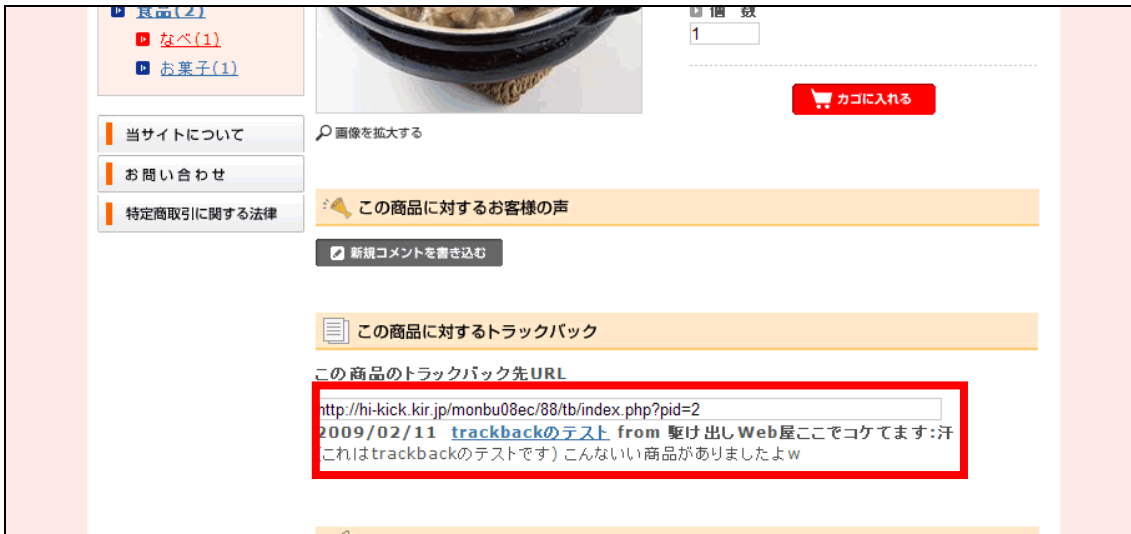 食品(2)
なべ(1)
お菓子(1)
当サイトについて
お問い合わせ
特定商取引に関する法律
画像を拡大する
個 数
1
カゴに入れる
この商品に対するお客様の声
新規コメントを書き込む
この商品に対するトラックバック
この商品のトラックバック先URL
http://hi-kick.kir.jp/monbu08ec/88/tb/index.php?pid=2
2009/02/11 trackbackのテスト from 駆け出しWeb屋ここでコケてます:汗
(これはtrackbackのテストです) こんないい商品がありましたよw